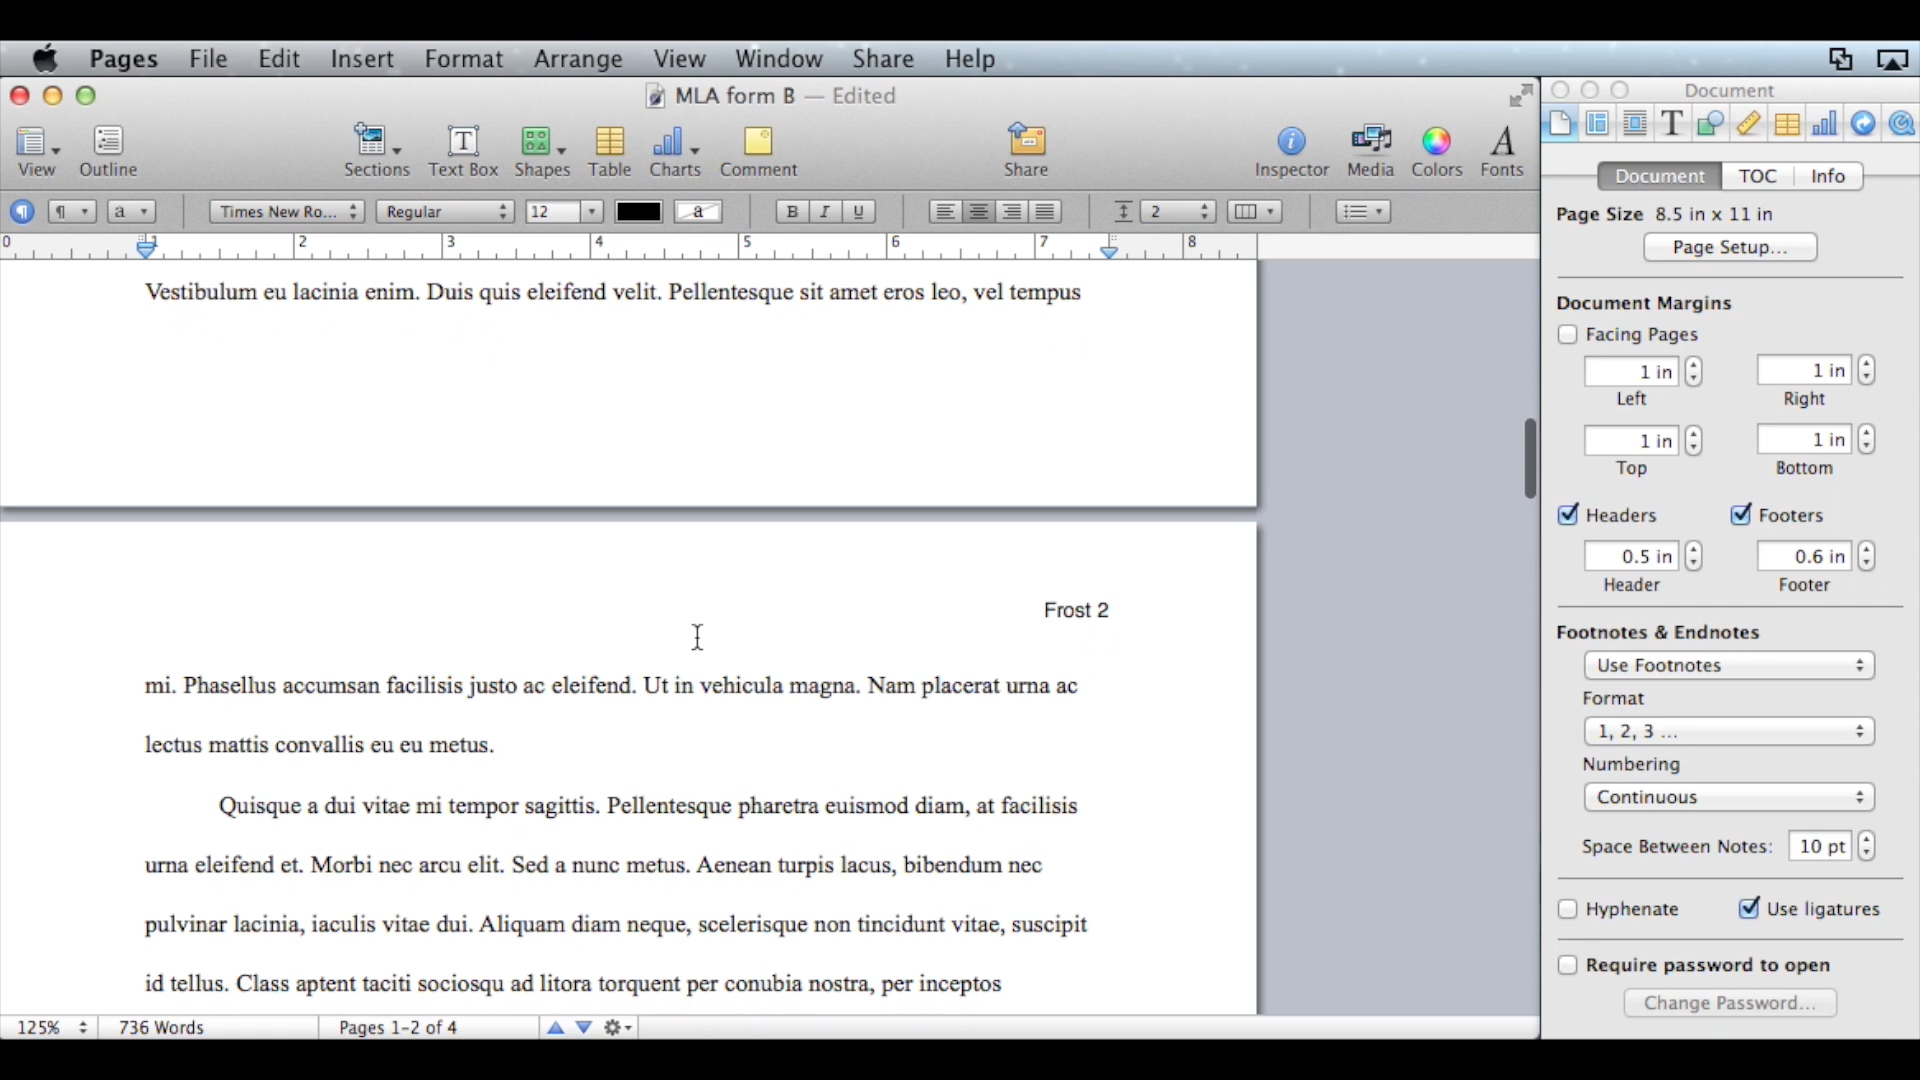 Pages File Edit Insert Format Arrange View Window Share Help
MLA form B — Edited
View Outline Sections Text Box Shapes Table Charts Comment Share Inspector Media Colors Fonts
Times New Ro... Regular 12 a B I U 2
0 1 2 3 4 5 6 7 8
Vestibulum eu lacinia enim. Duis quis eleifend velit. Pellentesque sit amet eros leo, vel tempus
Frost 2
mi. Phasellus accumsan facilisis justo ac eleifend. Ut in vehicula magna. Nam placerat urna ac
lectus mattis convallis eu eu metus.
Quisque a dui vitae mi tempor sagittis. Pellentesque pharetra euismod diam, at facilisis
urna eleifend et. Morbi nec arcu elit. Sed a nunc metus. Aenean turpis lacus, bibendum nec
pulvinar lacinia, iaculis vitae dui. Aliquam diam neque, scelerisque non tincidunt vitae, suscipit
id tellus. Class aptent taciti sociosqu ad litora torquent per conubia nostra, per inceptos
125% 736 Words Pages 1-2 of 4
Document
Document TOC Info
Page Size 8.5 in x 11 in
Page Setup...
Document Margins
Facing Pages
1 in 1 in
Left Right
1 in 1 in
Top Bottom
Headers Footers
0.5 in 0.6 in
Header Footer
Footnotes & Endnotes
Use Footnotes
Format
1, 2, 3 ...
Numbering
Continuous
Space Between Notes: 10 pt
Hyphenate Use ligatures
Require password to open
Change Password...